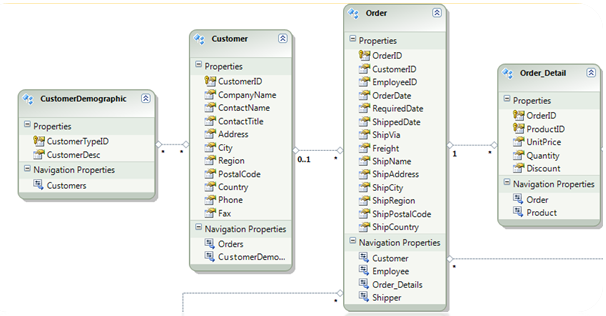 CustomerDemographic
Properties
CustomerTypeID
CustomerDesc
Navigation Properties
Customers
*
*
Customer
Properties
CustomerID
CompanyName
ContactName
ContactTitle
Address
City
Region
PostalCode
Country
Phone
Fax
Navigation Properties
Orders
CustomerDemo...
0..1
*
Order
Properties
OrderID
CustomerID
EmployeeID
OrderDate
RequiredDate
ShippedDate
ShipVia
Freight
ShipName
ShipAddress
ShipCity
ShipRegion
ShipPostalCode
ShipCountry
Navigation Properties
Customer
Employee
Order_Details
Shipper
*
*
1
*
Order_Detail
Properties
OrderID
ProductID
UnitPrice
Quantity
Discount
Navigation Properties
Order
Product